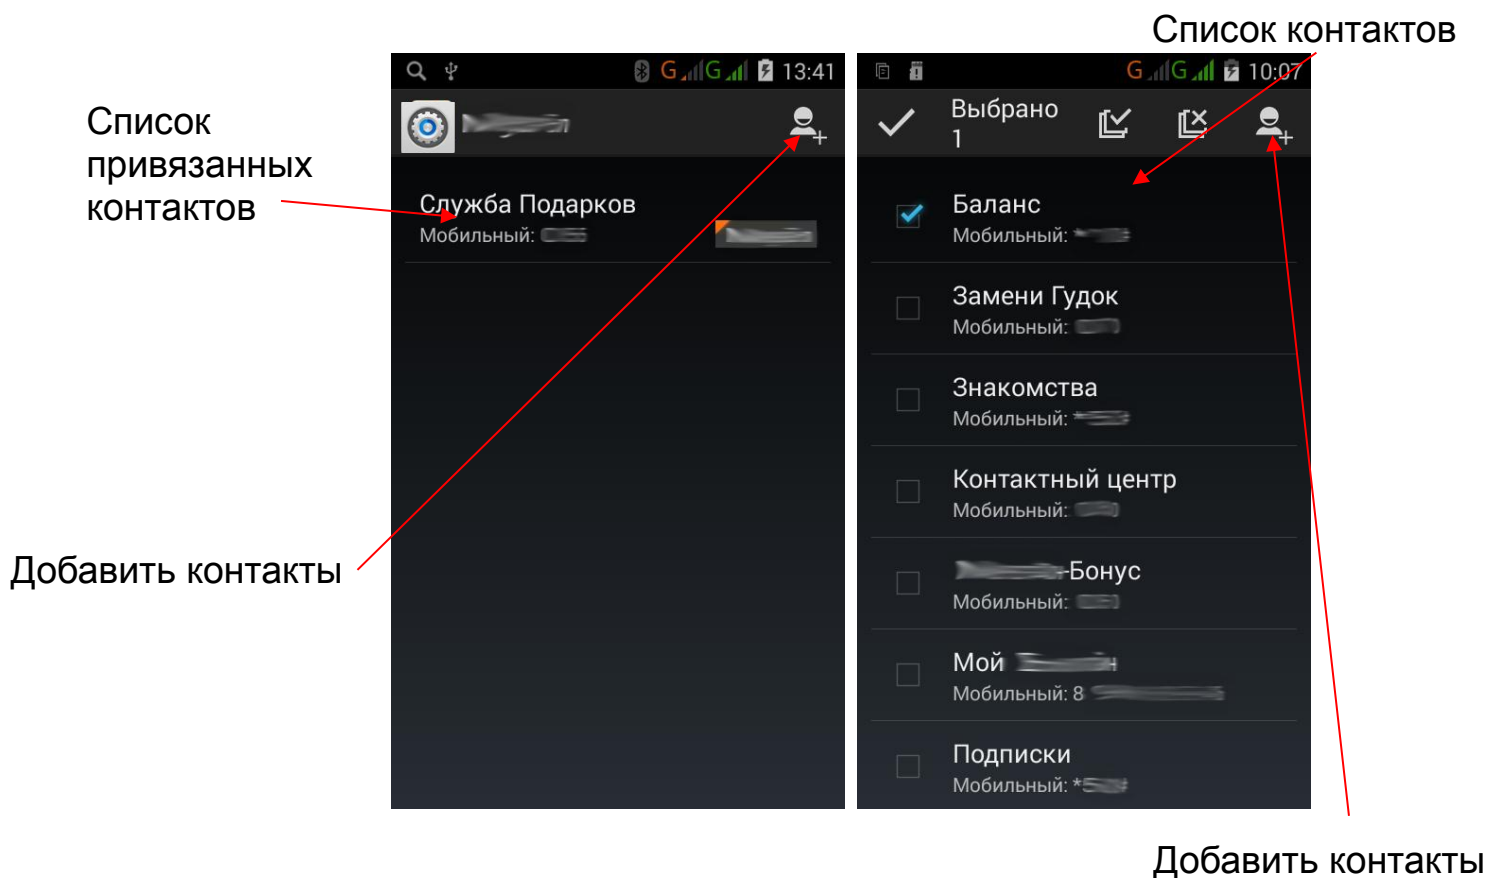 Список контактов
13:41
10:07
Список
привязанных
контактов
Выбрано
1
Служба Подарков
Мобильный:
Баланс
Мобильный: *
Замени Гудок
Мобильный:
Знакомства
Мобильный: *
Контактный центр
Мобильный:
Добавить контакты
-Бонус
Мобильный:
Мой
Мобильный: 8
Подписки
Мобильный: *
Добавить контакты